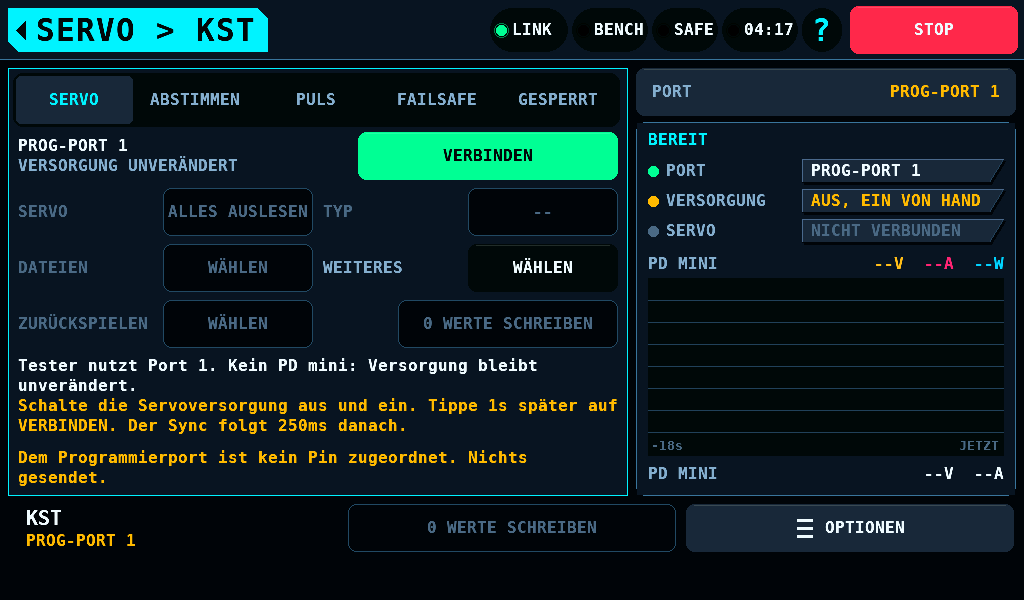 SERVO > KST
LINK
BENCH
SAFE
04:17
?
STOP
SERVO
ABSTIMMEN
PULS
FAILSAFE
GESPERRT
PROG-PORT 1
VERSORGUNG UNVERÄNDERT
VERBINDEN
SERVO
ALLES AUSLESEN
TYP
--
DATEIEN
WÄHLEN
WEITERES
WÄHLEN
ZURÜCKSPIELEN
WÄHLEN
0 WERTE SCHREIBEN
Tester nutzt Port 1. Kein PD mini: Versorgung bleibt
unverändert.
Schalte die Servoversorgung aus und ein. Tippe 1s später auf
VERBINDEN. Der Sync folgt 250ms danach.
Dem Programmierport ist kein Pin zugeordnet. Nichts
gesendet.
PORT
PROG-PORT 1
BEREIT
PORT
PROG-PORT 1
VERSORGUNG
AUS, EIN VON HAND
SERVO
NICHT VERBUNDEN
PD MINI
--V
--A
--W
-18s
JETZT
PD MINI
--V
--A
KST
PROG-PORT 1
0 WERTE SCHREIBEN
OPTIONEN